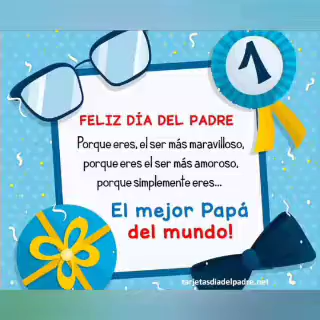 1
FELIZ DÍA DEL PADRE
Porque eres, el ser más maravilloso,
porque eres el ser más amoroso,
porque simplemente eres...
El mejor Papá
del mundo!
tarjetasdiadelpadre.net